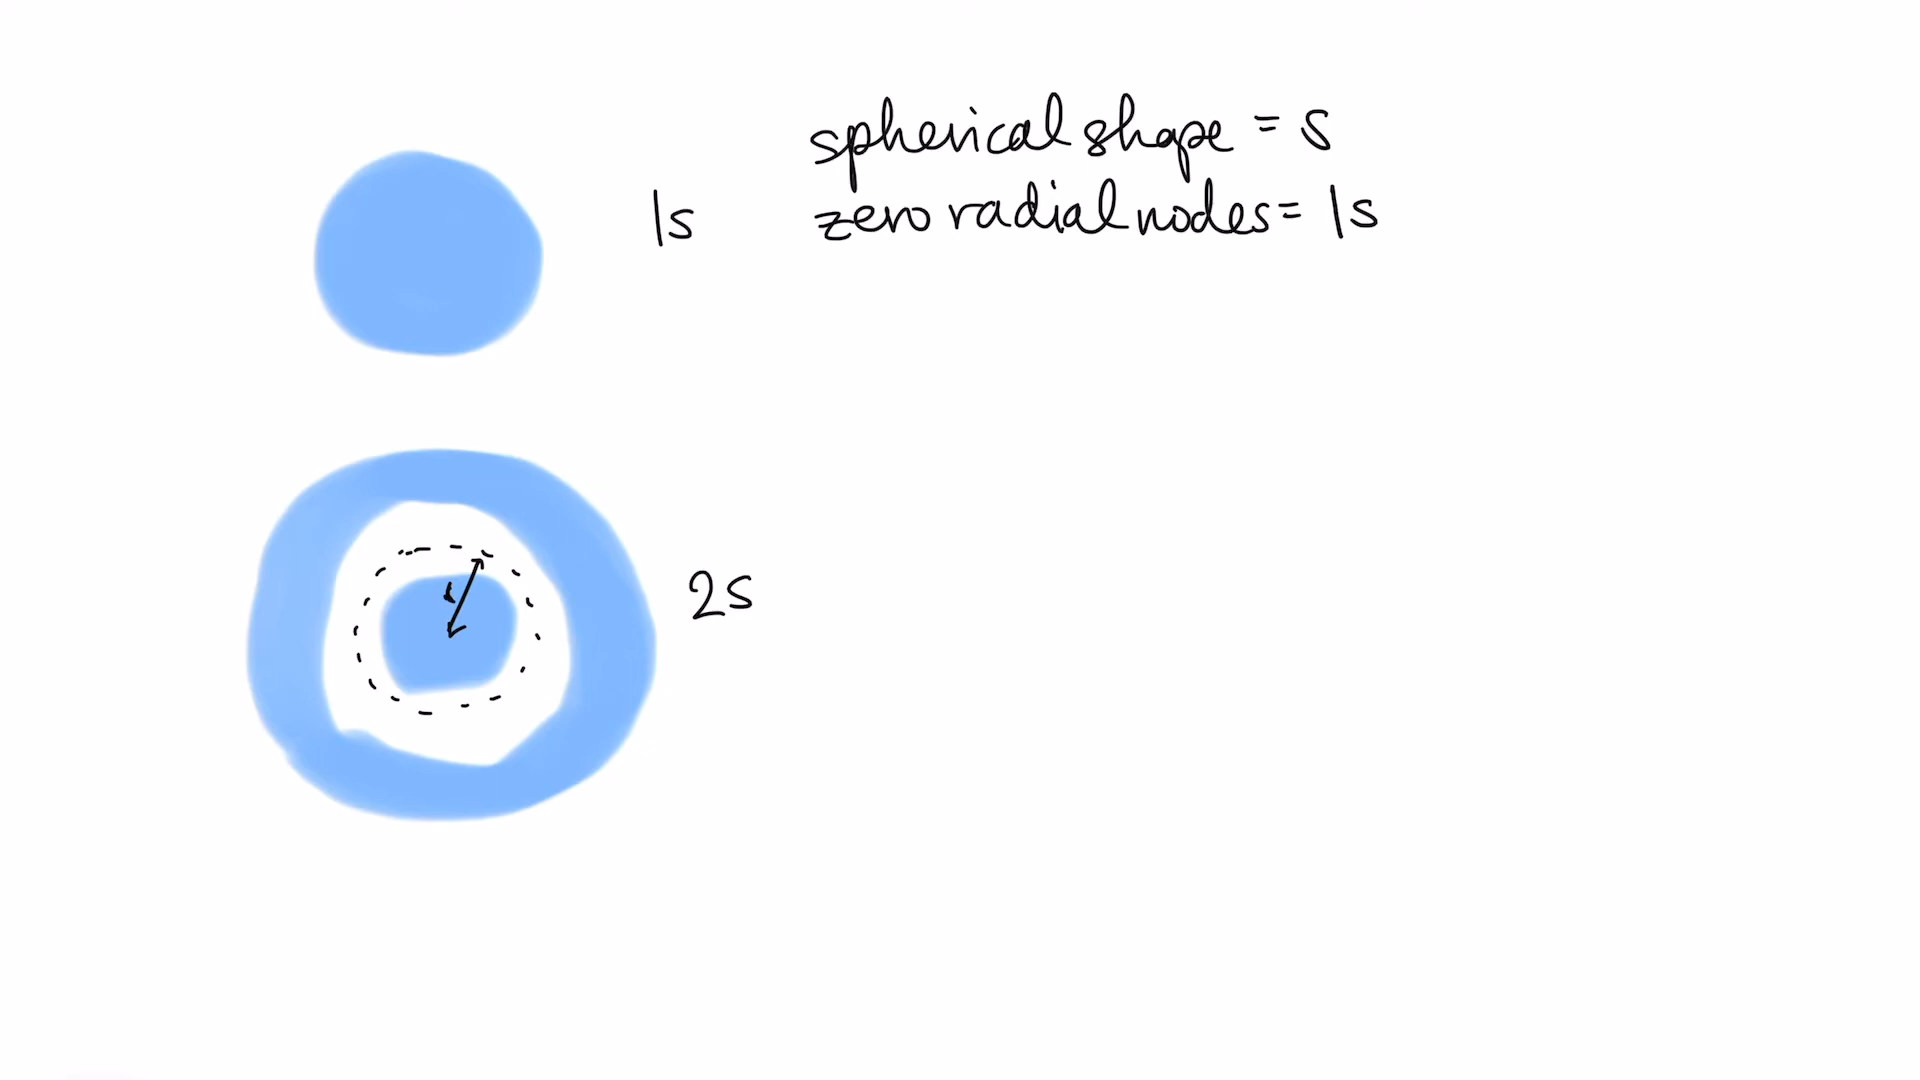 spherical shape = s
1s zero radial nodes = 1s
r
2s